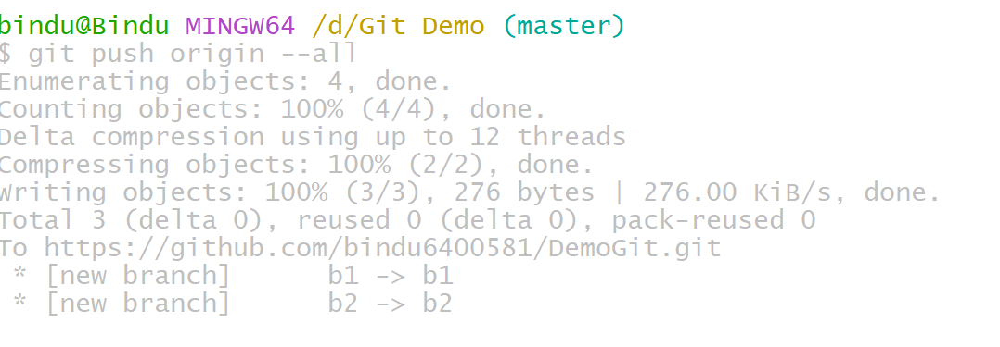 bindu@Bindu MINGW64 /d/Git Demo (master)
$ git push origin --all
Enumerating objects: 4, done.
Counting objects: 100% (4/4), done.
Delta compression using up to 12 threads
Compressing objects: 100% (2/2), done.
Writing objects: 100% (3/3), 276 bytes | 276.00 KiB/s, done.
Total 3 (delta 0), reused 0 (delta 0), pack-reused 0
To https://github.com/bindu6400581/DemoGit.git
 * [new branch]      b1 -> b1
 * [new branch]      b2 -> b2